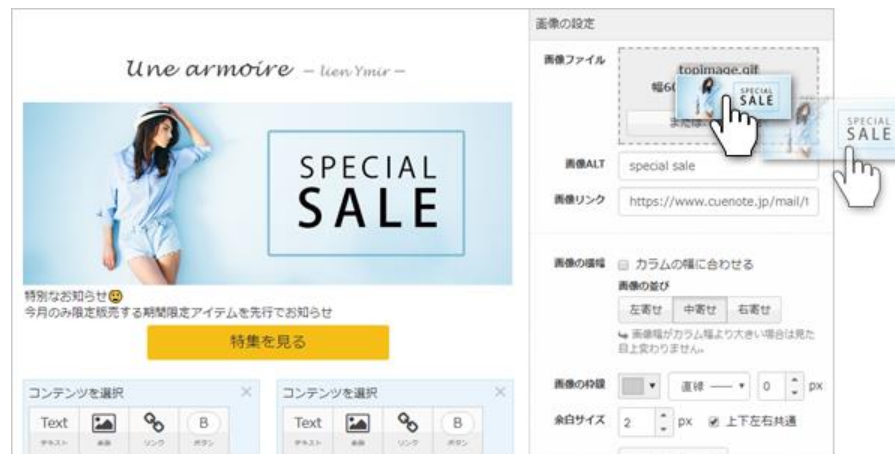 Une armoire – lien Ymir –
SPECIAL
SALE
特別なお知らせ😢
今月のみ限定販売する期間限定アイテムを先行でお知らせ
特集を見る
コンテンツを選択 ×
Text B
テキスト 画像 リンク ボタン
コンテンツを選択 ×
Text B
テキスト 画像 リンク ボタン
画像の設定
画像ファイル
topimage.gif
幅60
または
SPECIAL
SALE
SPECIAL
SALE
画像ALT special sale
画像リンク https://www.cuenote.jp/mail/t
画像の横幅 カラムの幅に合わせる
画像の並び
左寄せ 中寄せ 右寄せ
画像幅がカラム幅より大きい場合は見た
目上変わりません。
画像の枠線 直線 0 px
余白サイズ 2 px 上下左右共通